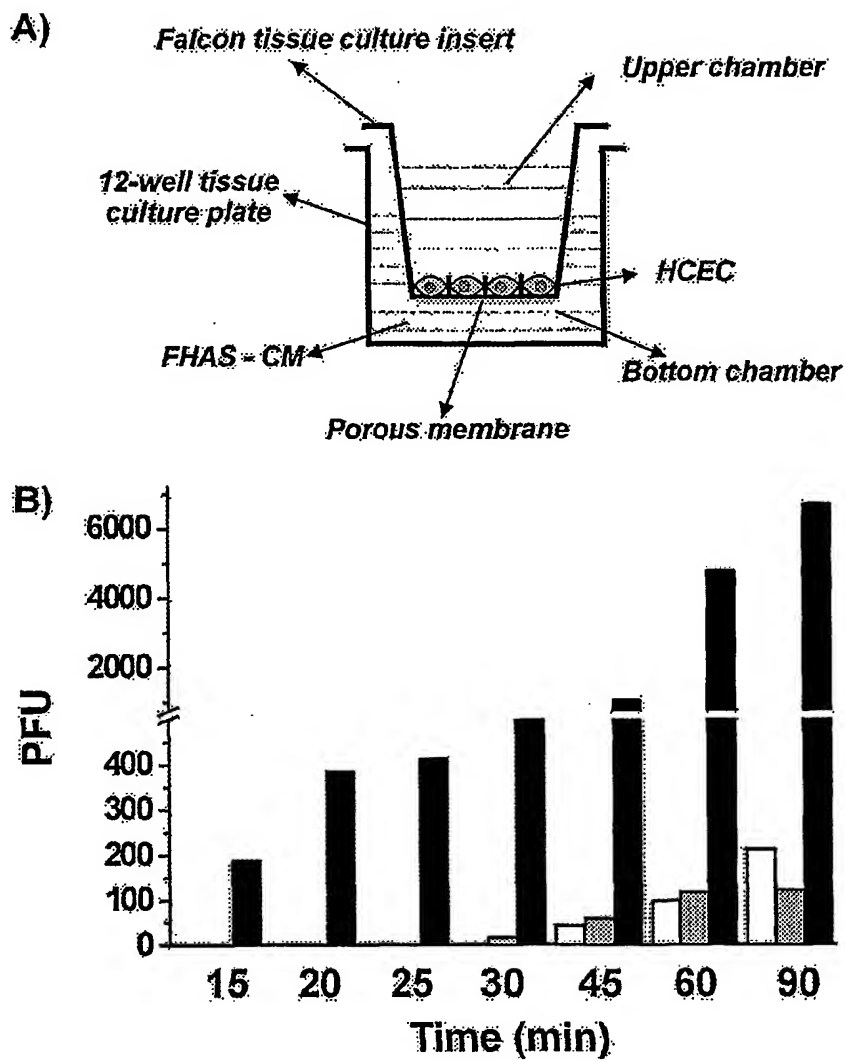 A)
Falcon tissue culture insert
Upper chamber
12-well tissue
culture plate
HCEC
FHAS - CM
Bottom chamber
Porous membrane
B)
6000
4000
2000
400
300
200
100
0
PFU
15 20 25 30 45 60 90
Time (min)